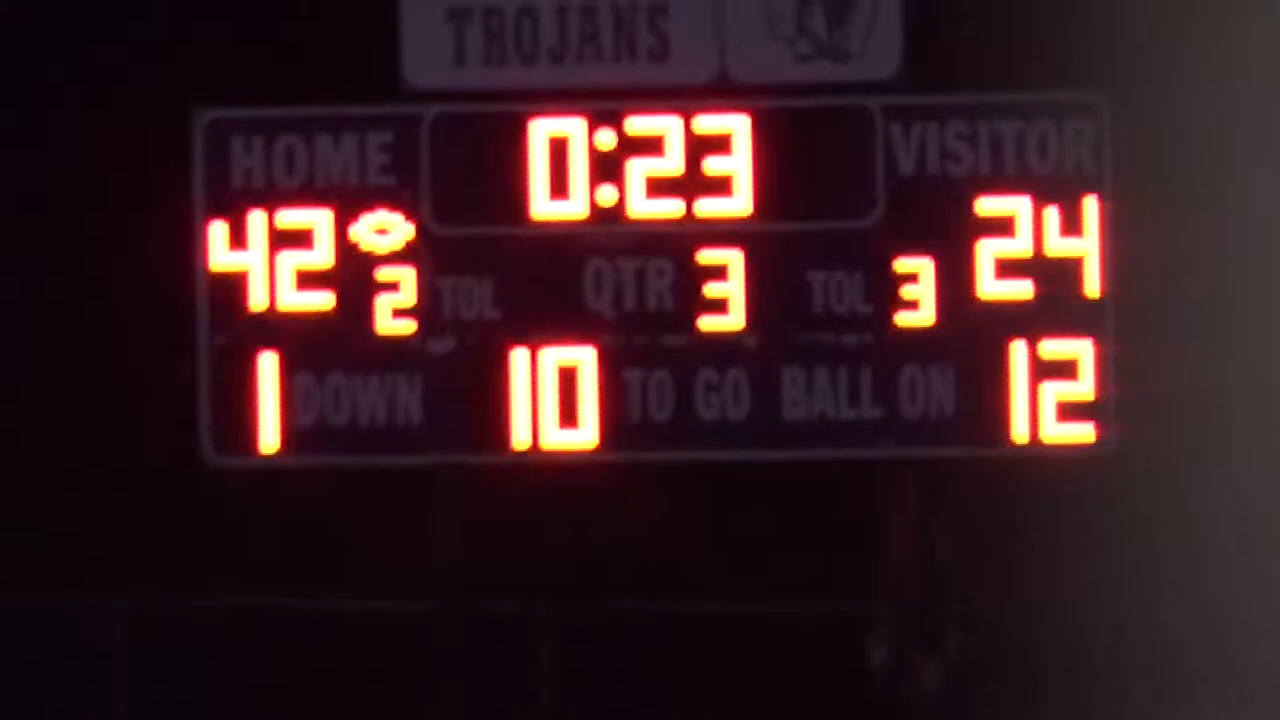 TROJANS
HOME 0:23 VISITOR
42 24
2 TOL QTR 3 TOL 3
1 DOWN 10 TO GO BALL ON 12